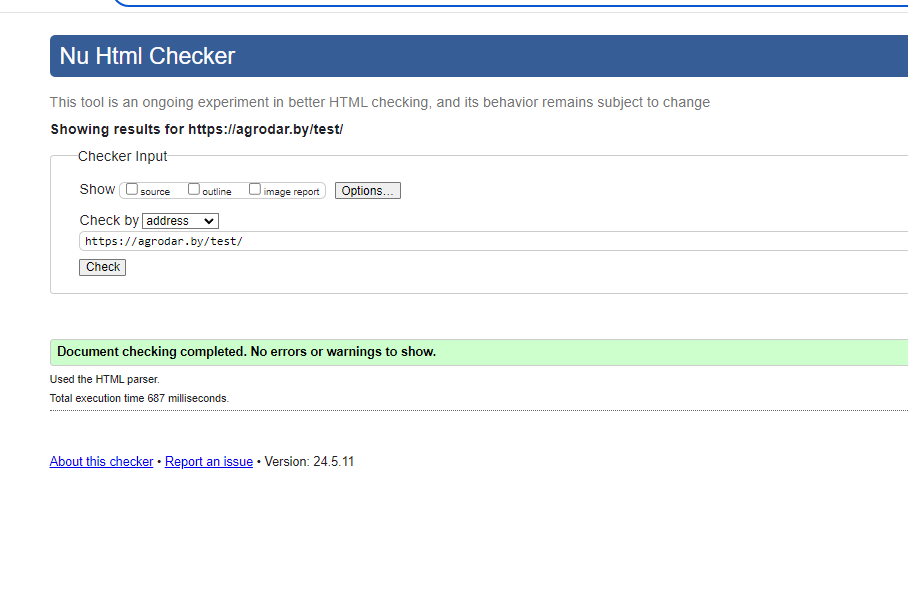 Nu Html Checker
This tool is an ongoing experiment in better HTML checking, and its behavior remains subject to change
Showing results for https://agrodar.by/test/
Checker Input
Show source outline image report Options...
Check by address
https://agrodar.by/test/
Check
Document checking completed. No errors or warnings to show.
Used the HTML parser.
Total execution time 687 milliseconds.
About this checker • Report an issue • Version: 24.5.11